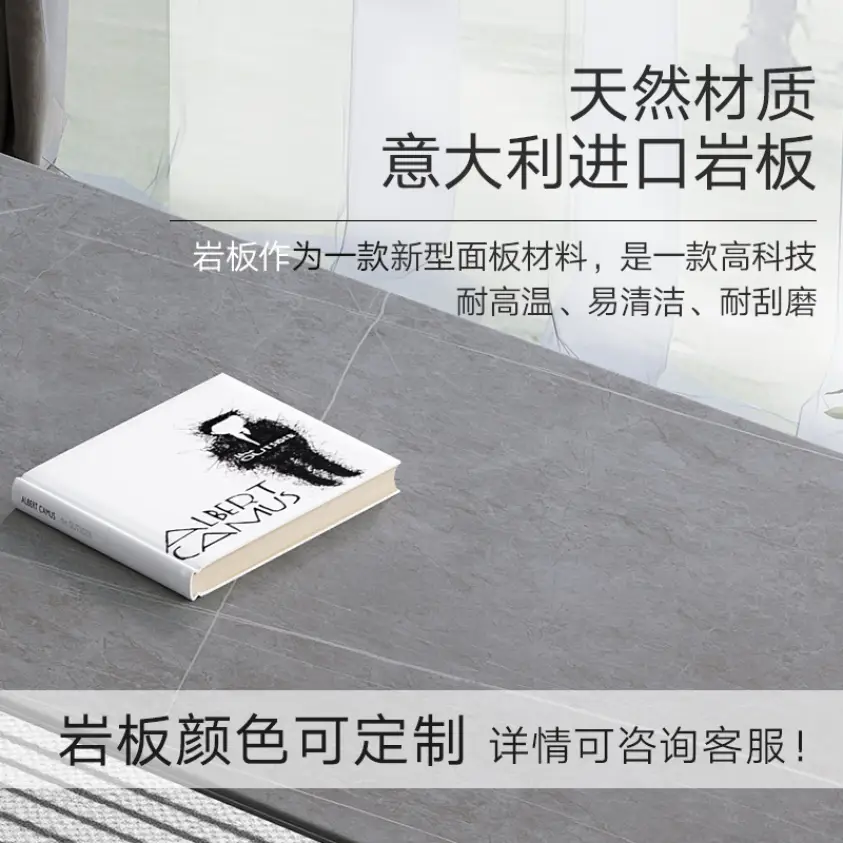 天然材质
意大利进口岩板
岩板作为一款新型面板材料，是一款高科技
耐高温、易清洁、耐刮磨
ALBERT
CAMUS
ALBERT CAMUS
岩板颜色可定制 详情可咨询客服！